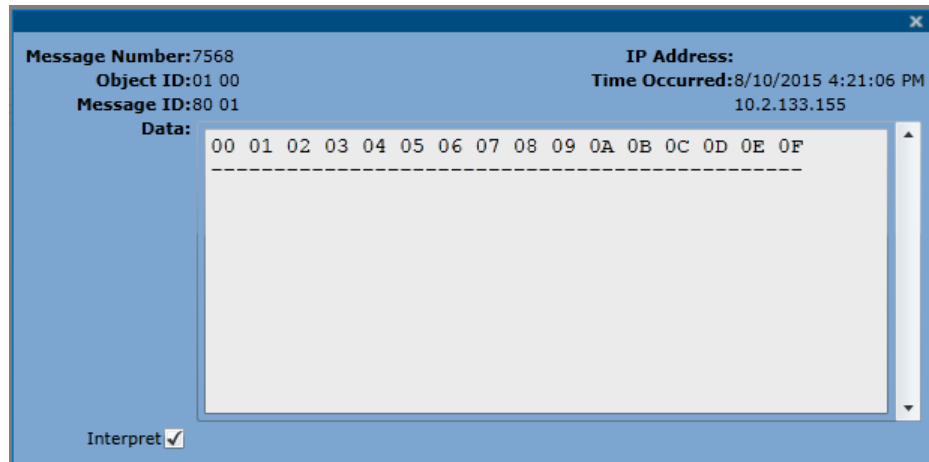 x
Message Number:7568 IP Address:
Object ID:01 00 Time Occurred:8/10/2015 4:21:06 PM
Message ID:80 01 10.2.133.155
Data:
00 01 02 03 04 05 06 07 08 09 0A 0B 0C 0D 0E 0F
-----------------------------------------------
Interpret